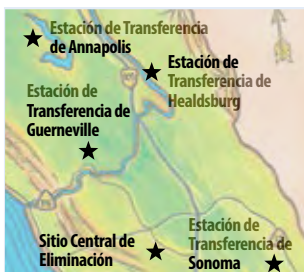 Estación de Transferencia
de Annapolis
Estación de
Transferencia de
Healdsburg
Estación de
Transferencia de
Guerneville
Sitio Central de
Eliminación
Estación de
Transferencia de
Sonoma